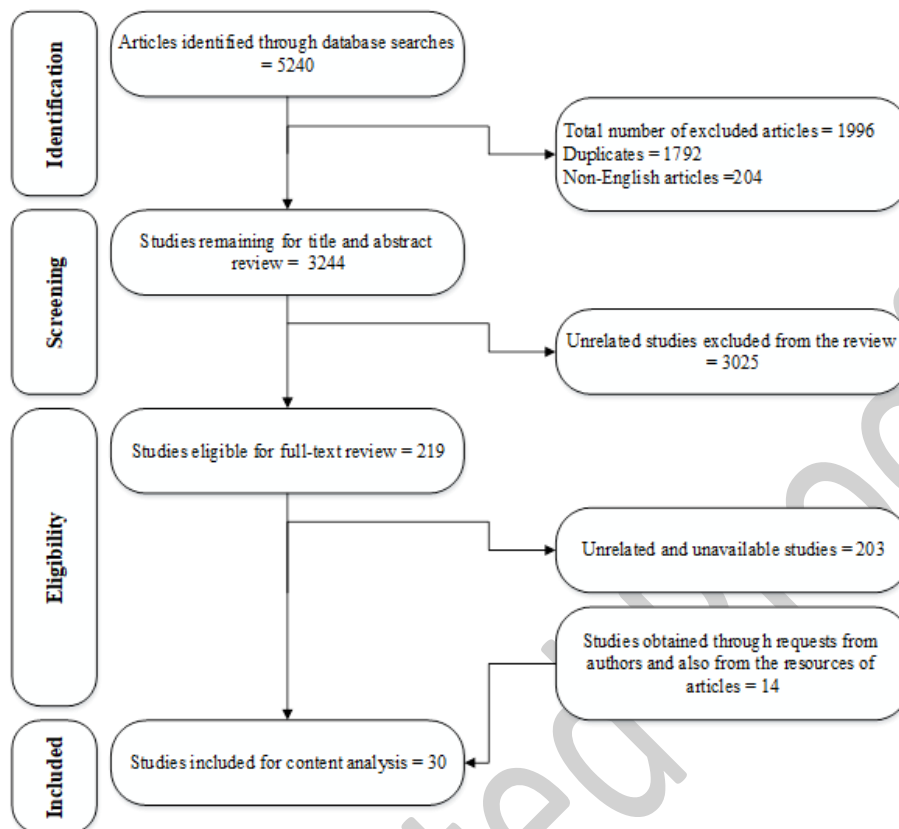 Identification
Articles identified through database searches
= 5240
Total number of excluded articles = 1996
Duplicates = 1792
Non-English articles =204
Screening
Studies remaining for title and abstract
review = 3244
Unrelated studies excluded from the review
= 3025
Eligibility
Studies eligible for full-text review = 219
Unrelated and unavailable studies = 203
Studies obtained through requests from
authors and also from the resources of
articles = 14
Included
Studies included for content analysis = 30